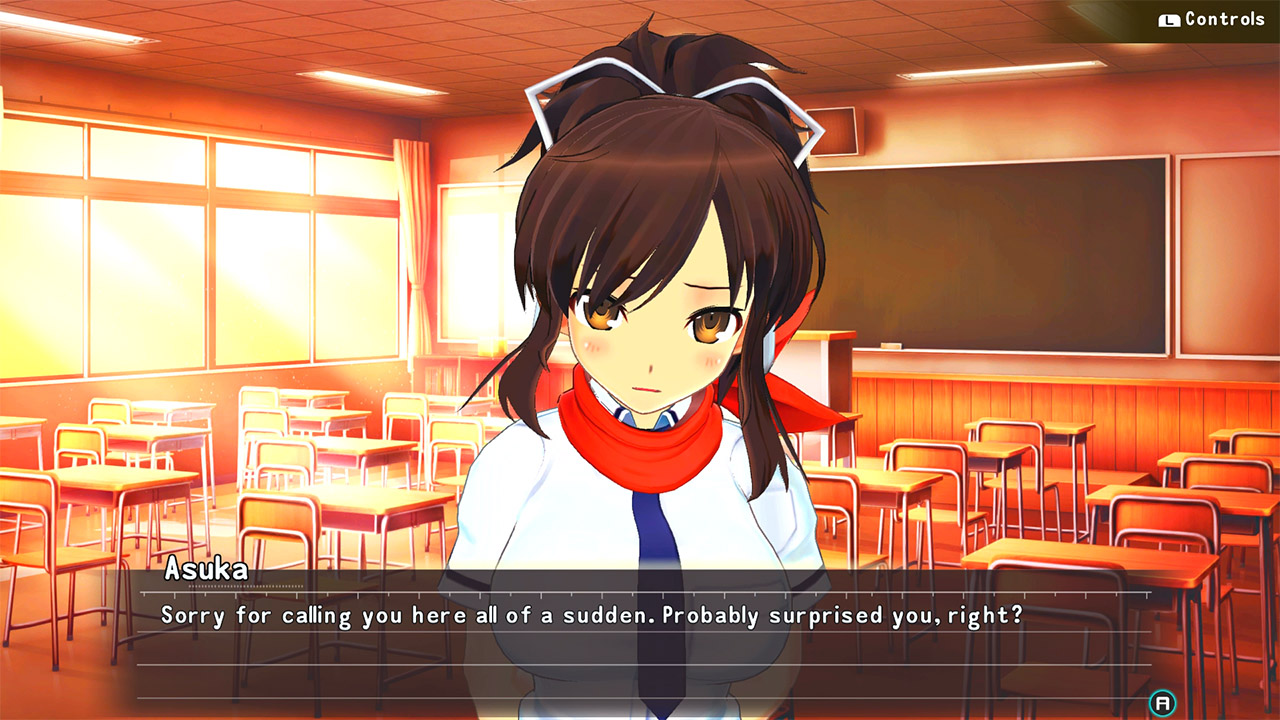 L Controls
Asuka
Sorry for calling you here all of a sudden. Probably surprised you, right?
A